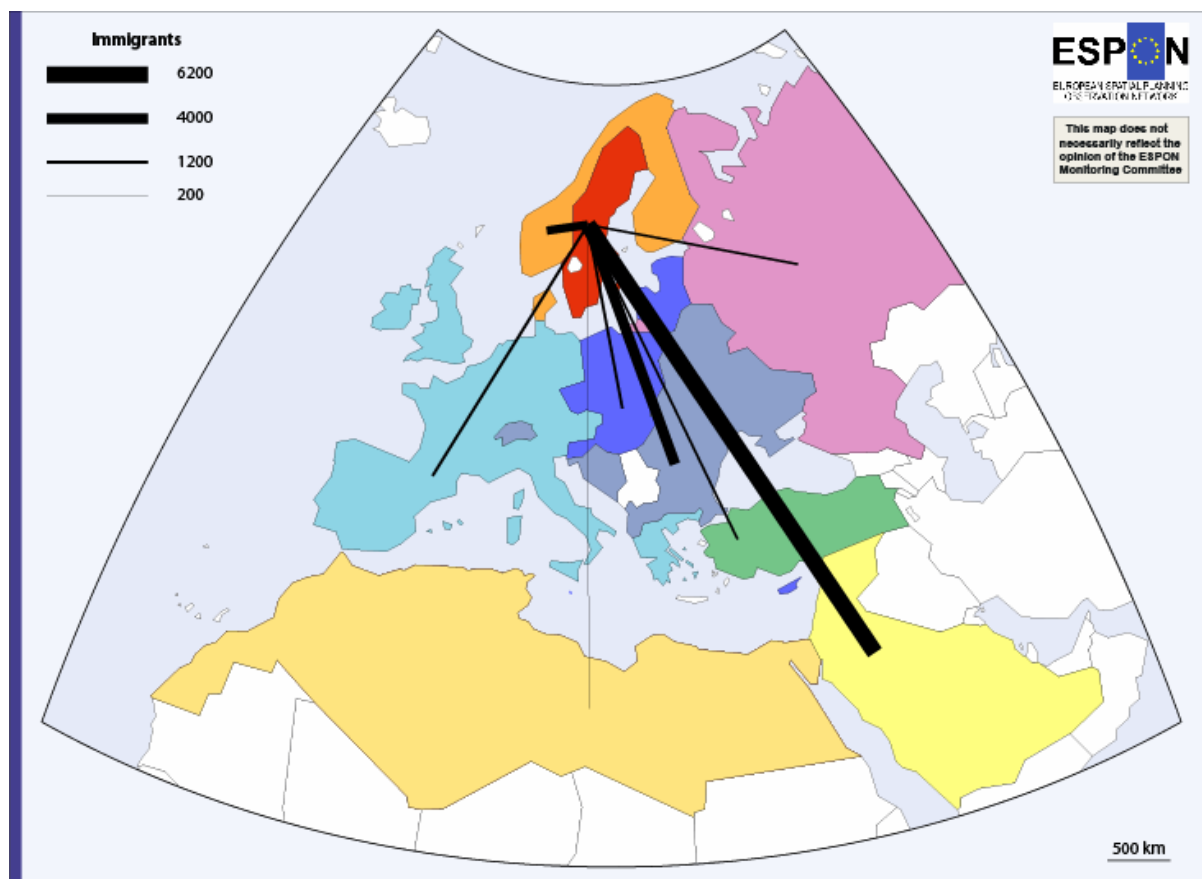 Immigrants
6200
4000
1200
200
ESPON
EUROPEAN SPATIAL PLANNING
OBSERVATION NETWORK
This map does not
necessarily reflect the
opinion of the ESPON
Monitoring Committee
500 km